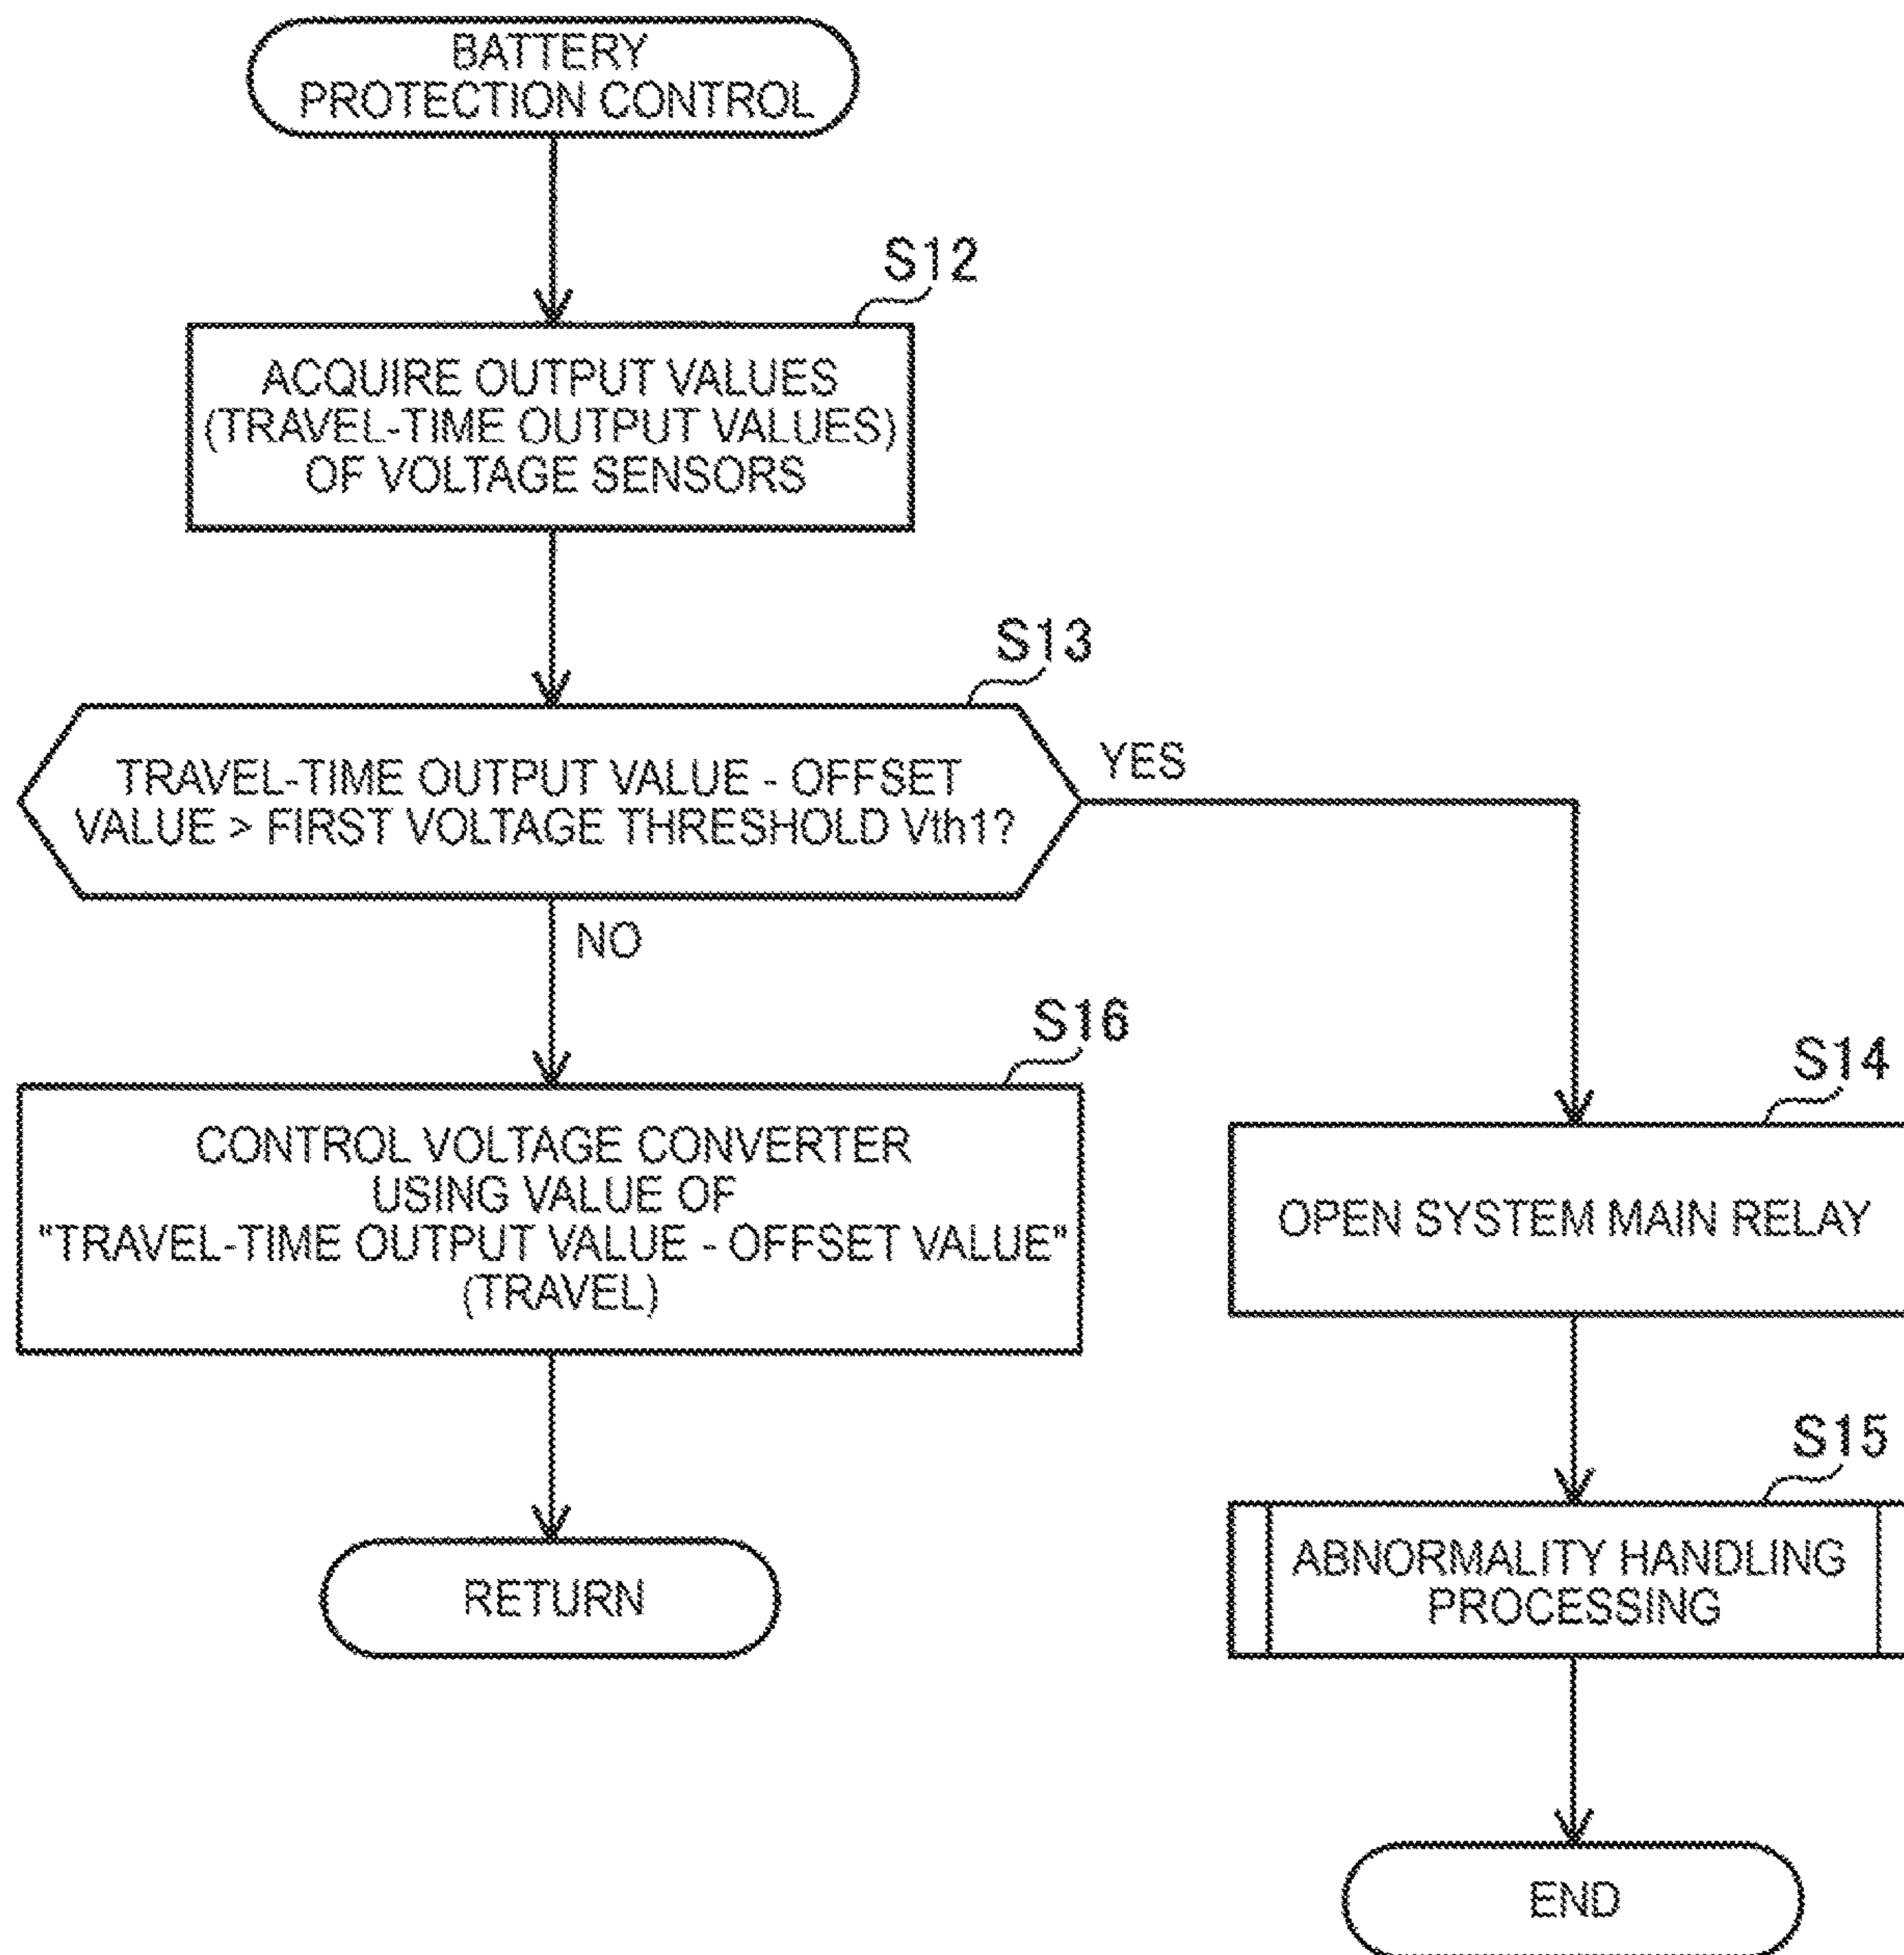 BATTERY
PROTECTION CONTROL
S12
ACQUIRE OUTPUT VALUES
(TRAVEL-TIME OUTPUT VALUES)
OF VOLTAGE SENSORS
S13
TRAVEL-TIME OUTPUT VALUE - OFFSET
VALUE > FIRST VOLTAGE THRESHOLD Vth1?
YES
NO
S16
CONTROL VOLTAGE CONVERTER
USING VALUE OF
"TRAVEL-TIME OUTPUT VALUE - OFFSET VALUE"
(TRAVEL)
RETURN
S14
OPEN SYSTEM MAIN RELAY
S15
ABNORMALITY HANDLING
PROCESSING
END